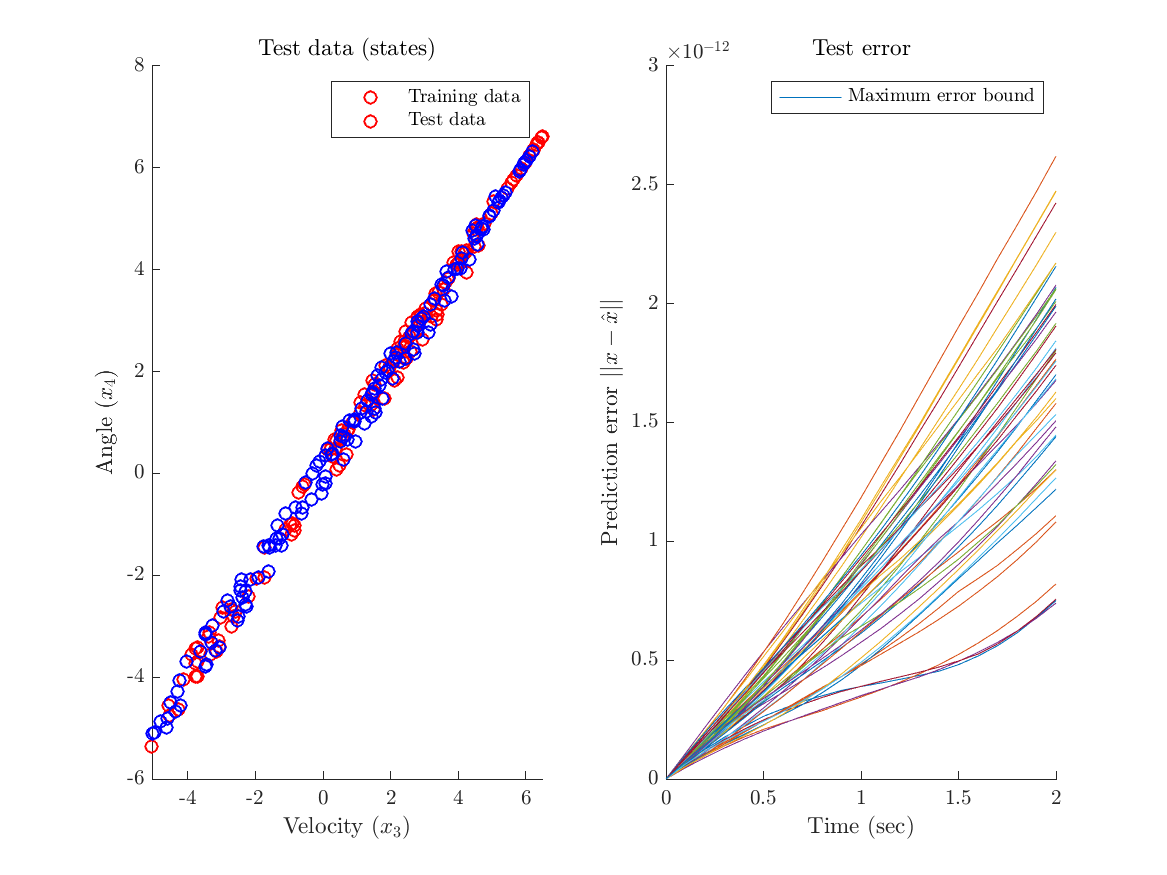 Test data (states)
Training data
Test data
8
6
4
2
0
-2
-4
-6
-4 -2 0 2 4 6
Angle (x₄)
Velocity (x₃)
Test error
×10⁻¹²
Maximum error bound
3
2.5
2
1.5
1
0.5
0
0 0.5 1 1.5 2
Prediction error ||x − x̂||
Time (sec)